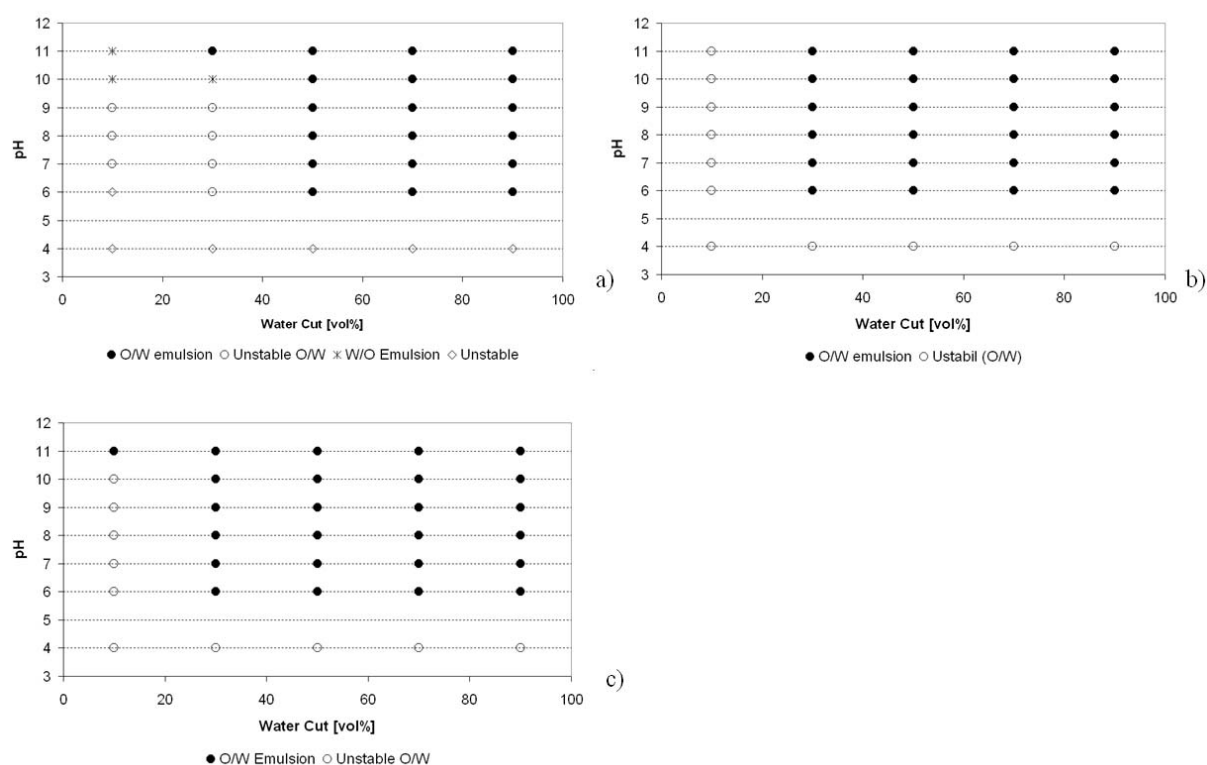 12
11
10
9
8
7
6
5
4
3
pH
0 20 40 60 80 100
Water Cut [vol%]
● O/W emulsion ○ Unstable O/W ⚹ W/O Emulsion ◇ Unstable
a)
12
11
10
9
8
7
6
5
4
3
pH
0 20 40 60 80 100
Water Cut [vol%]
● O/W emulsion ○ Ustabil (O/W)
b)
12
11
10
9
8
7
6
5
4
3
pH
0 20 40 60 80 100
Water Cut [vol%]
● O/W Emulsion ○ Unstable O/W
c)